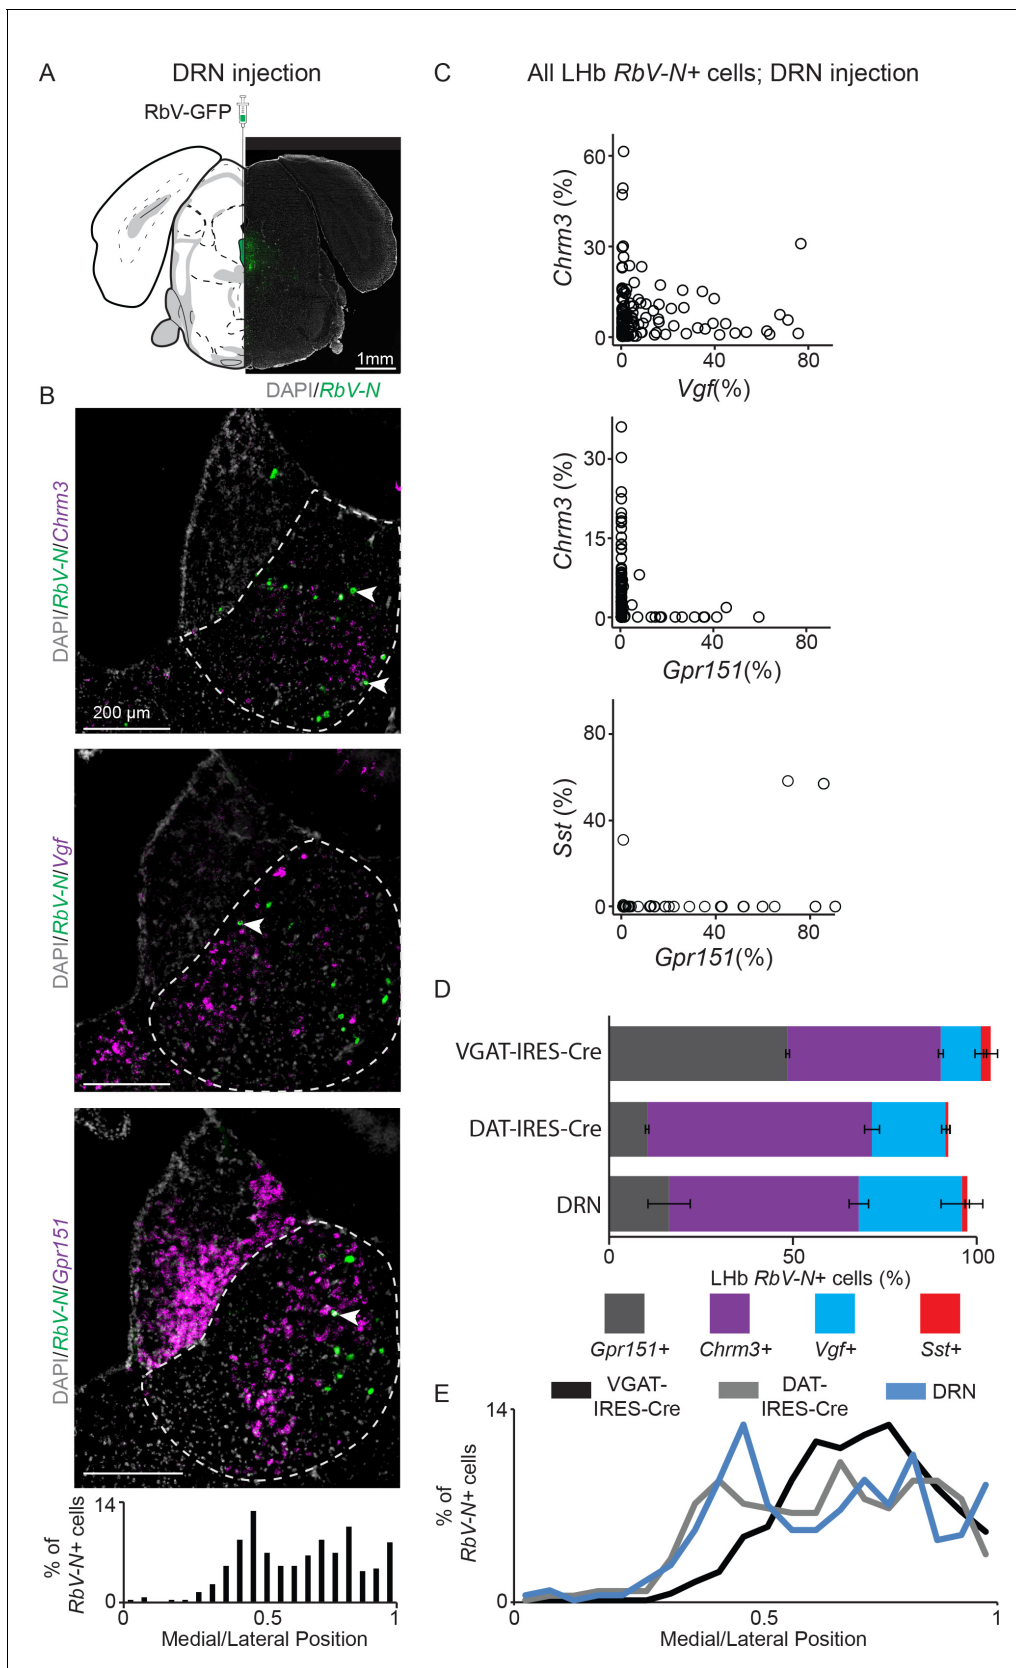 A
DRN injection
RbV-GFP
1mm
DAPI/RbV-N
B
DAPI/RbV-N/Chrm3
200 µm
DAPI/RbV-N/Vgf
DAPI/RbV-N/Gpr151
14
0
% of
RbV-N+ cells
0 0.5 1
Medial/Lateral Position
C
All LHb RbV-N+ cells; DRN injection
60
30
0
Chrm3 (%)
0 40 80
Vgf(%)
30
15
0
Chrm3 (%)
0 40 80
Gpr151(%)
80
40
0
Sst (%)
0 40 80
Gpr151(%)
D
VGAT-IRES-Cre
DAT-IRES-Cre
DRN
0 50 100
LHb RbV-N+ cells (%)
Gpr151+ Chrm3+ Vgf+ Sst+
E
VGAT-
IRES-Cre
DAT-
IRES-Cre
DRN
14
0
% of
RbV-N+ cells
0 0.5 1
Medial/Lateral Position